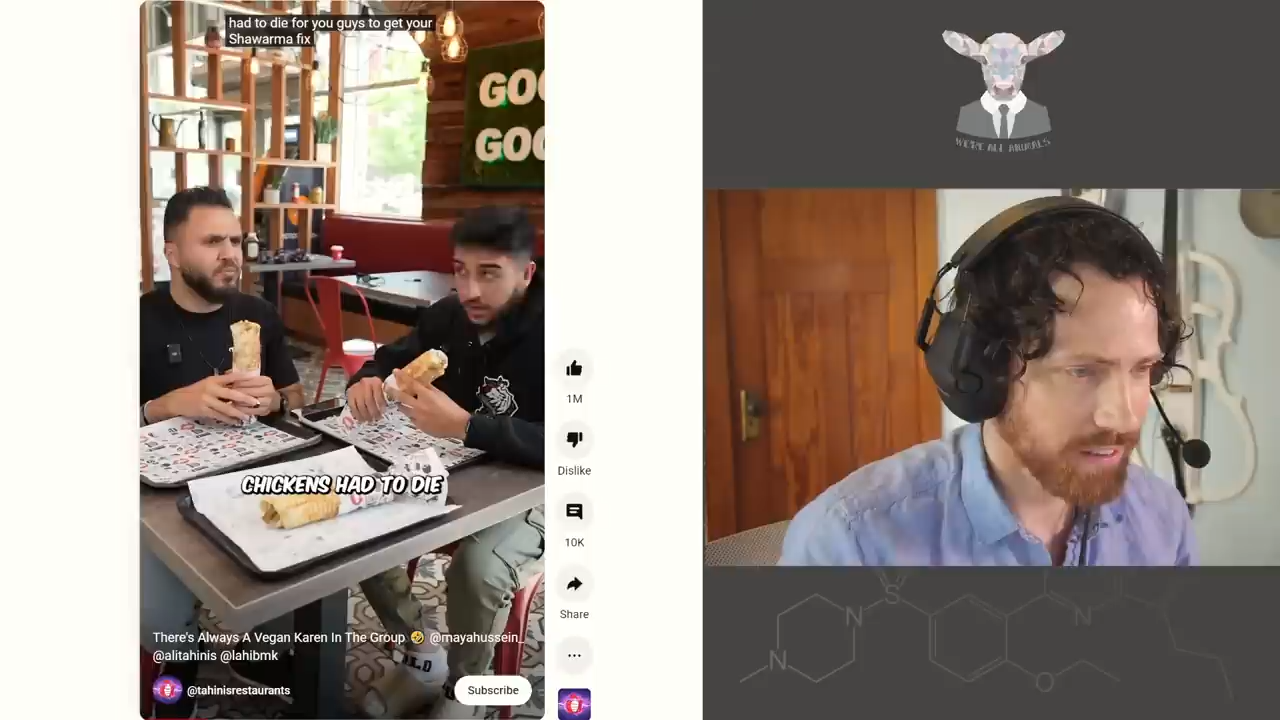 had to die for you guys to get your
Shawarma fix
GOO
GOO
CHICKENS HAD TO DIE
There's Always A Vegan Karen In The Group 🤣 @mayahussein_
@alitahinis @lahibmk
@tahinisrestaurants
Subscribe
1M
Dislike
10K
Share
WE'RE ALL ANIMALS
N
S
N
N
O